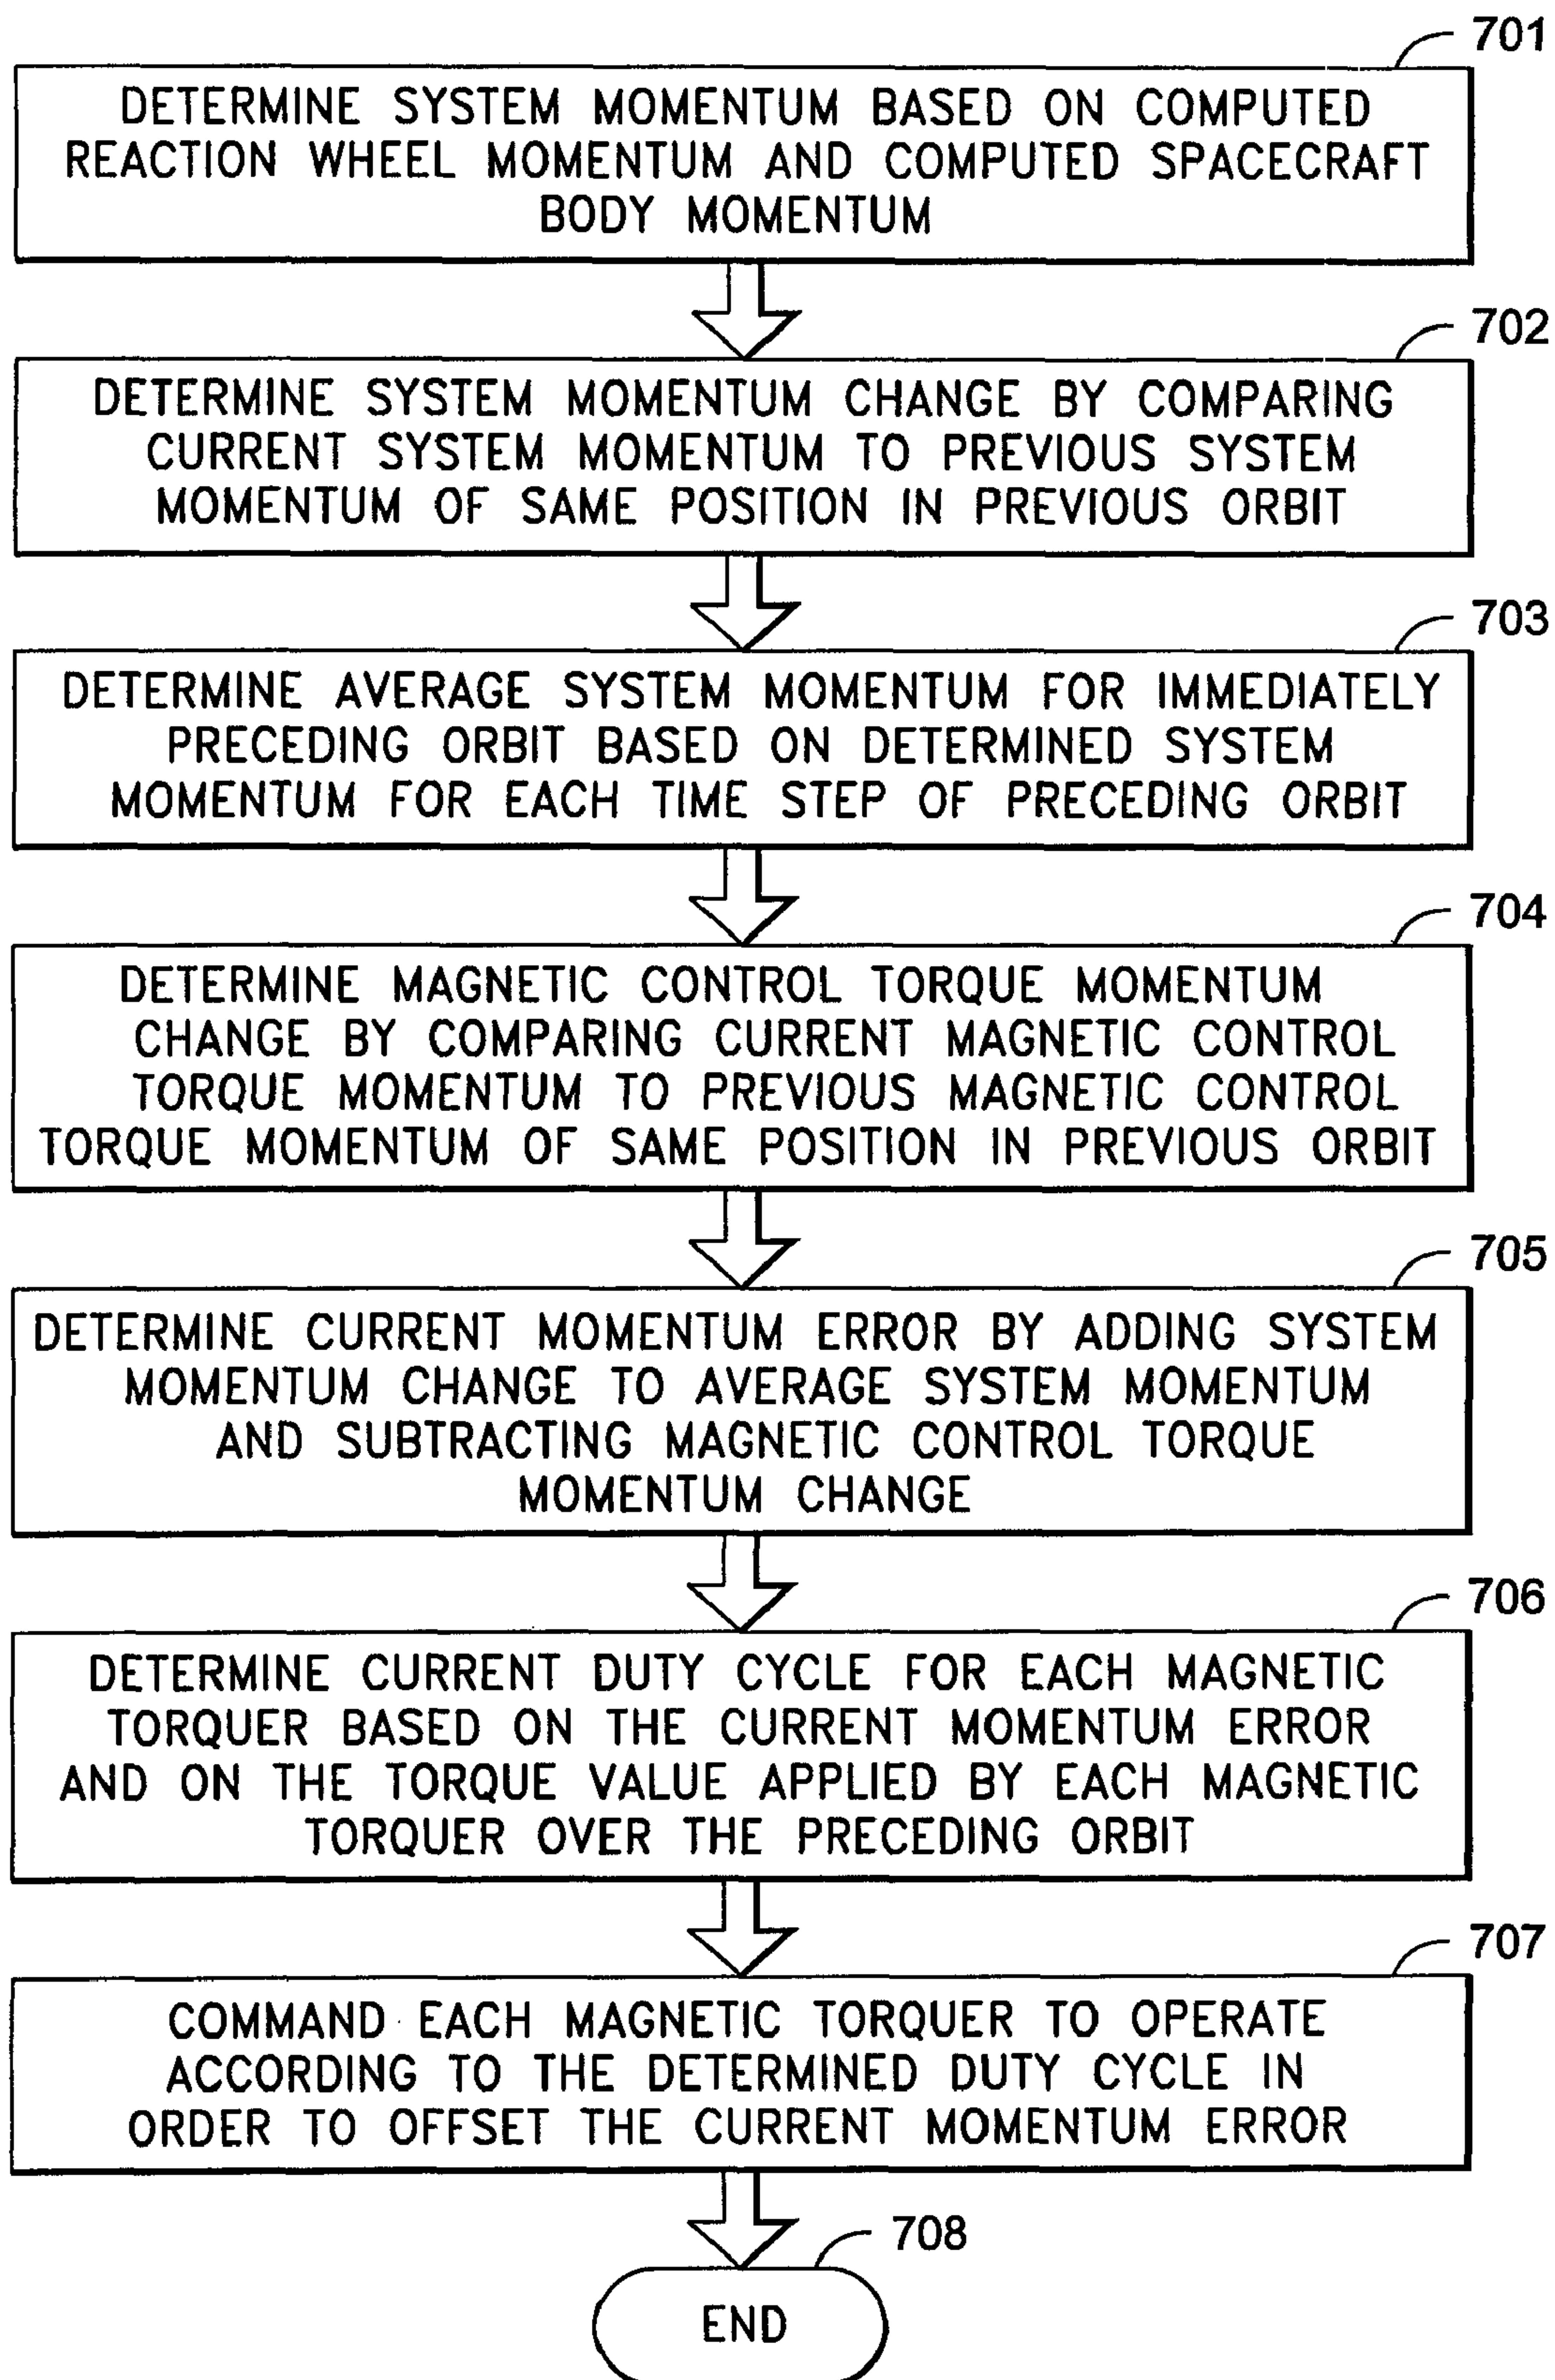 701
DETERMINE SYSTEM MOMENTUM BASED ON COMPUTED
REACTION WHEEL MOMENTUM AND COMPUTED SPACECRAFT
BODY MOMENTUM
702
DETERMINE SYSTEM MOMENTUM CHANGE BY COMPARING
CURRENT SYSTEM MOMENTUM TO PREVIOUS SYSTEM
MOMENTUM OF SAME POSITION IN PREVIOUS ORBIT
703
DETERMINE AVERAGE SYSTEM MOMENTUM FOR IMMEDIATELY
PRECEDING ORBIT BASED ON DETERMINED SYSTEM
MOMENTUM FOR EACH TIME STEP OF PRECEDING ORBIT
704
DETERMINE MAGNETIC CONTROL TORQUE MOMENTUM
CHANGE BY COMPARING CURRENT MAGNETIC CONTROL
TORQUE MOMENTUM TO PREVIOUS MAGNETIC CONTROL
TORQUE MOMENTUM OF SAME POSITION IN PREVIOUS ORBIT
705
DETERMINE CURRENT MOMENTUM ERROR BY ADDING SYSTEM
MOMENTUM CHANGE TO AVERAGE SYSTEM MOMENTUM
AND SUBTRACTING MAGNETIC CONTROL TORQUE
MOMENTUM CHANGE
706
DETERMINE CURRENT DUTY CYCLE FOR EACH MAGNETIC
TORQUER BASED ON THE CURRENT MOMENTUM ERROR
AND ON THE TORQUE VALUE APPLIED BY EACH MAGNETIC
TORQUER OVER THE PRECEDING ORBIT
707
COMMAND EACH MAGNETIC TORQUER TO OPERATE
ACCORDING TO THE DETERMINED DUTY CYCLE IN
ORDER TO OFFSET THE CURRENT MOMENTUM ERROR
708
END